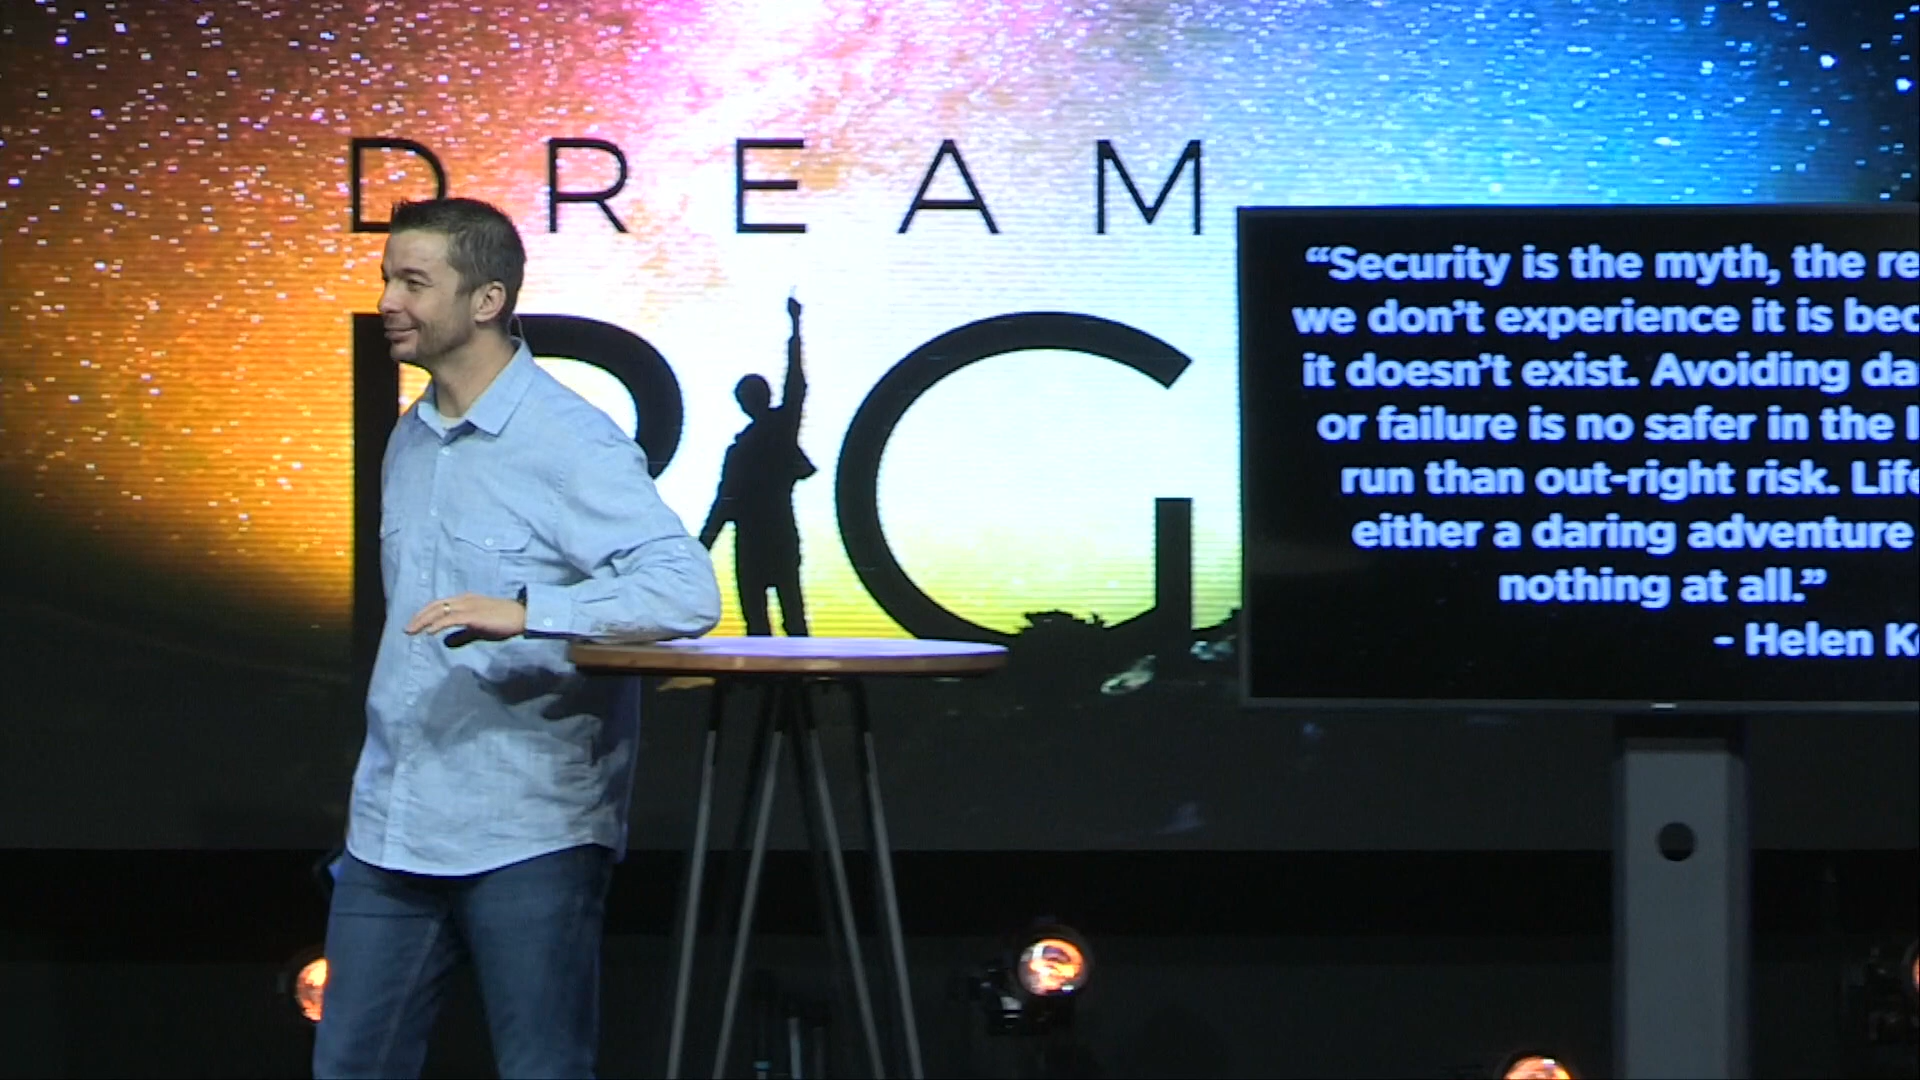 DREAM
BIG
“Security is the myth, the re
we don’t experience it is bec
it doesn’t exist. Avoiding da
or failure is no safer in the l
run than out-right risk. Life
either a daring adventure
nothing at all.”
- Helen Ke